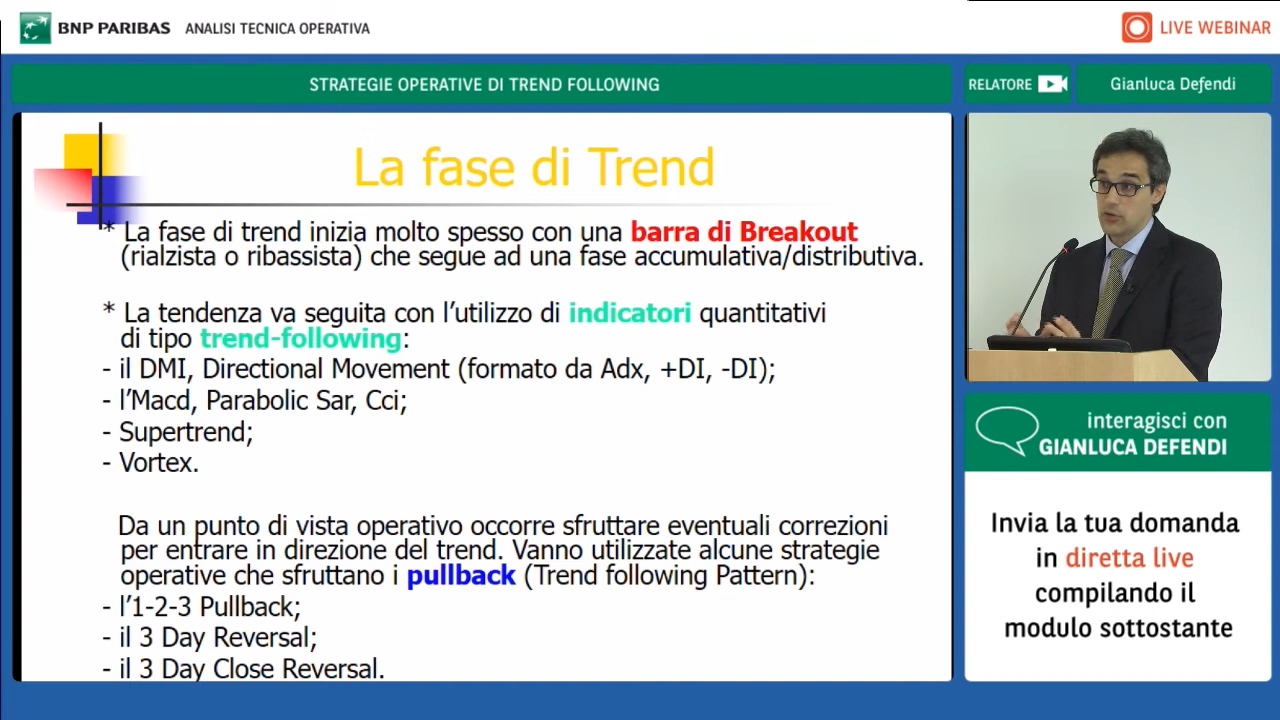 BNP PARIBAS ANALISI TECNICA OPERATIVA
LIVE WEBINAR
STRATEGIE OPERATIVE DI TREND FOLLOWING
RELATORE
Gianluca Defendi
La fase di Trend
* La fase di trend inizia molto spesso con una barra di Breakout
(rialzista o ribassista) che segue ad una fase accumulativa/distributiva.
* La tendenza va seguita con l'utilizzo di indicatori quantitativi
di tipo trend-following:
- il DMI, Directional Movement (formato da Adx, +DI, -DI);
- l'Macd, Parabolic Sar, Cci;
- Supertrend;
- Vortex.
Da un punto di vista operativo occorre sfruttare eventuali correzioni
per entrare in direzione del trend. Vanno utilizzate alcune strategie
operative che sfruttano i pullback (Trend following Pattern):
- l'1-2-3 Pullback;
- il 3 Day Reversal;
- il 3 Day Close Reversal.
interagisci con
GIANLUCA DEFENDI
Invia la tua domanda
in diretta live
compilando il
modulo sottostante